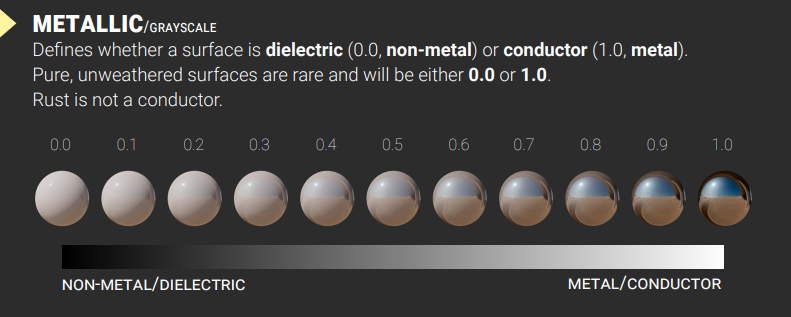 METALLIC/GRAYSCALE
Defines whether a surface is dielectric (0.0, non-metal) or conductor (1.0, metal).
Pure, unweathered surfaces are rare and will be either 0.0 or 1.0.
Rust is not a conductor.
0.0 0.1 0.2 0.3 0.4 0.5 0.6 0.7 0.8 0.9 1.0
NON-METAL/DIELECTRIC METAL/CONDUCTOR